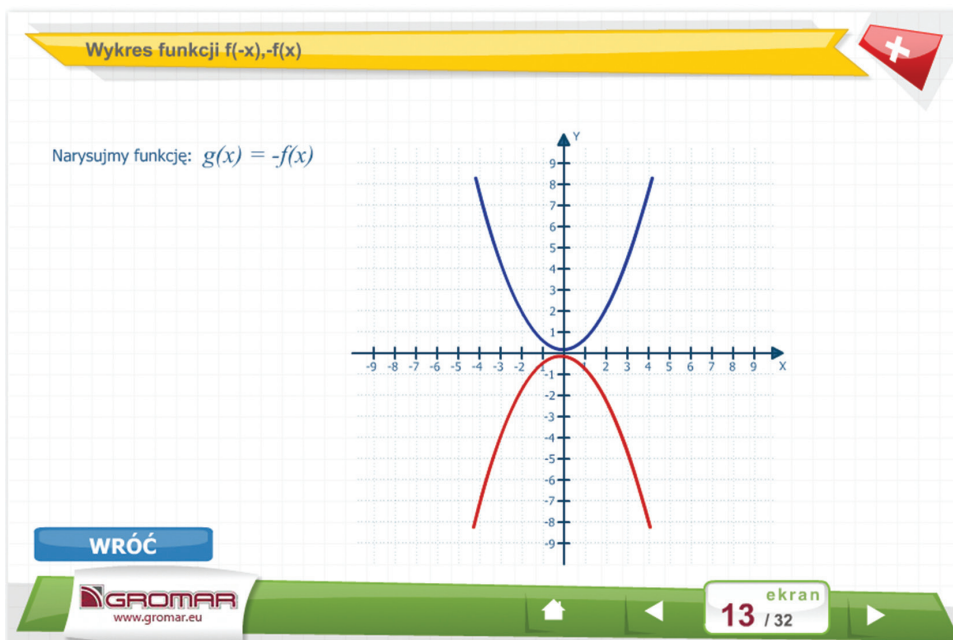 Wykres funkcji f(-x),-f(x)
Narysujmy funkcję: g(x) = -f(x)
Y
9
8
7
6
5
4
3
2
1
-9 -8 -7 -6 -5 -4 -3 -2 1 2 3 4 5 6 7 8 9 X
-1
-2
-3
-4
-5
-6
-7
-8
-9
WRÓĆ
GROMAR
www.gromar.eu
ekran
13 / 32